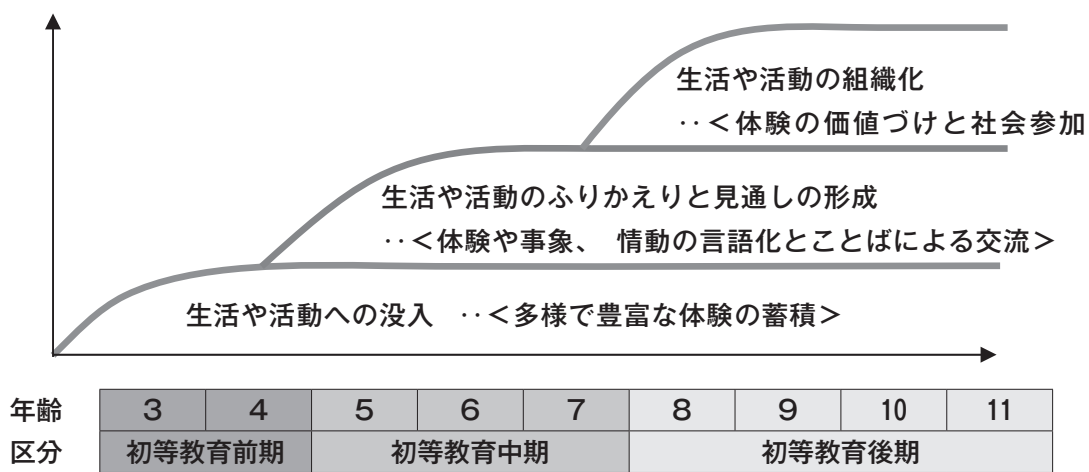 生活や活動の組織化
‥＜体験の価値づけと社会参加
生活や活動のふりかえりと見通しの形成
‥＜体験や事象、 情動の言語化とことばによる交流＞
生活や活動への没入 ‥＜多様で豊富な体験の蓄積＞
年齢 3 4 5 6 7 8 9 10 11
区分 初等教育前期 初等教育中期 初等教育後期